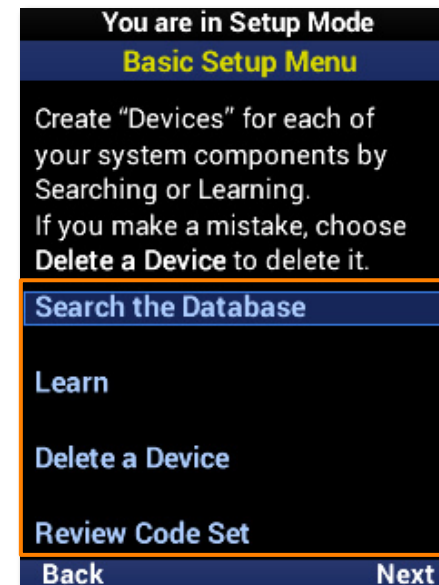 You are in Setup Mode
Basic Setup Menu
Create “Devices” for each of
your system components by
Searching or Learning.
If you make a mistake, choose
Delete a Device to delete it.
Search the Database
Learn
Delete a Device
Review Code Set
Back Next